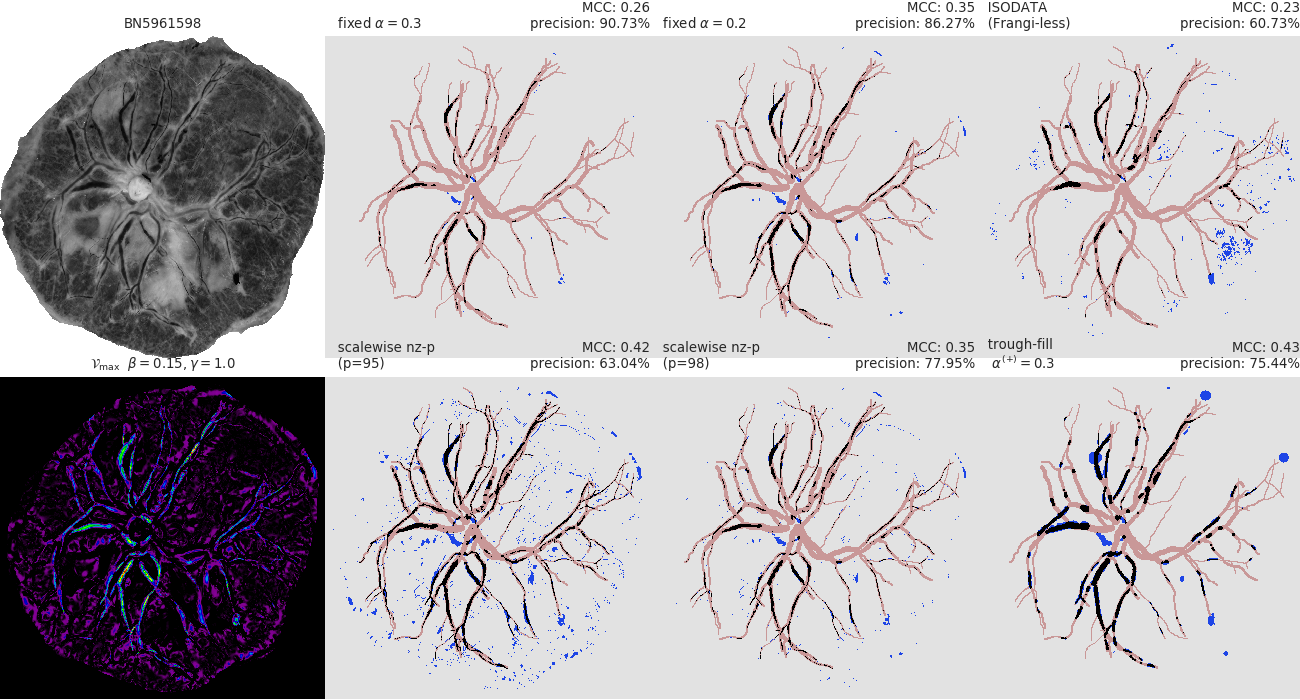 BN5961598
fixed α = 0.3
MCC: 0.26
precision: 90.73%
fixed α = 0.2
MCC: 0.35
precision: 86.27%
ISODATA
(Frangi-less)
MCC: 0.23
precision: 60.73%
𝒱max β = 0.15, γ = 1.0
scalewise nz-p
(p=95)
MCC: 0.42
precision: 63.04%
scalewise nz-p
(p=98)
MCC: 0.35
precision: 77.95%
trough-fill
α(+) = 0.3
MCC: 0.43
precision: 75.44%